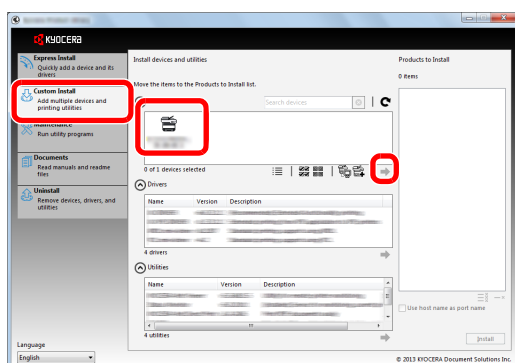 KYOCERA
Express Install
Quickly add a device and its
drivers
Custom Install
Add multiple devices and
printing utilities
Maintenance
Run utility programs
Documents
Read manuals and readme
files
Uninstall
Remove devices, drivers, and
utilities
Language
English
Install devices and utilities
Move the items to the Products to Install list.
Search devices
0 of 1 devices selected
Drivers
Name Version Description
4 drivers
Utilities
Name Version Description
4 utilities
Products to Install
0 items
Use host name as port name
Install
© 2013 KYOCERA Document Solutions Inc.